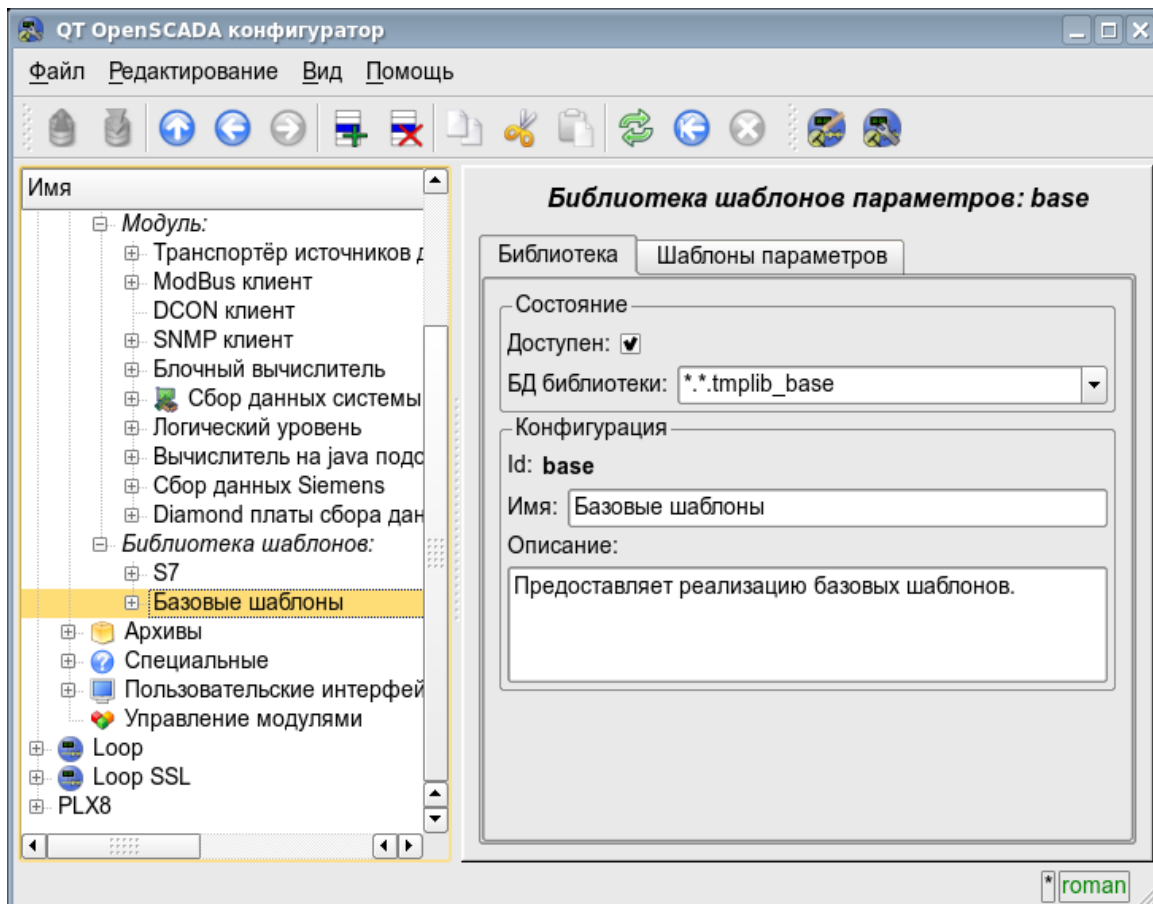 QT OpenSCADA конфигуратор
Файл Редактирование Вид Помощь
Имя
Модуль:
Транспортёр источников
ModBus клиент
DCON клиент
SNMP клиент
Блочный вычислитель
Сбор данных системы
Логический уровень
Вычислитель на java подо
Сбор данных Siemens
Diamond платы сбора дан
Библиотека шаблонов:
S7
Базовые шаблоны
Архивы
Специальные
Пользовательские интерфей
Управление модулями
Loop
Loop SSL
PLX8
Библиотека шаблонов параметров: base
Библиотека Шаблоны параметров
Состояние
Доступен:
БД библиотеки: *.*.tmplib_base
Конфигурация
Id: base
Имя: Базовые шаблоны
Описание:
Предоставляет реализацию базовых шаблонов.
* roman